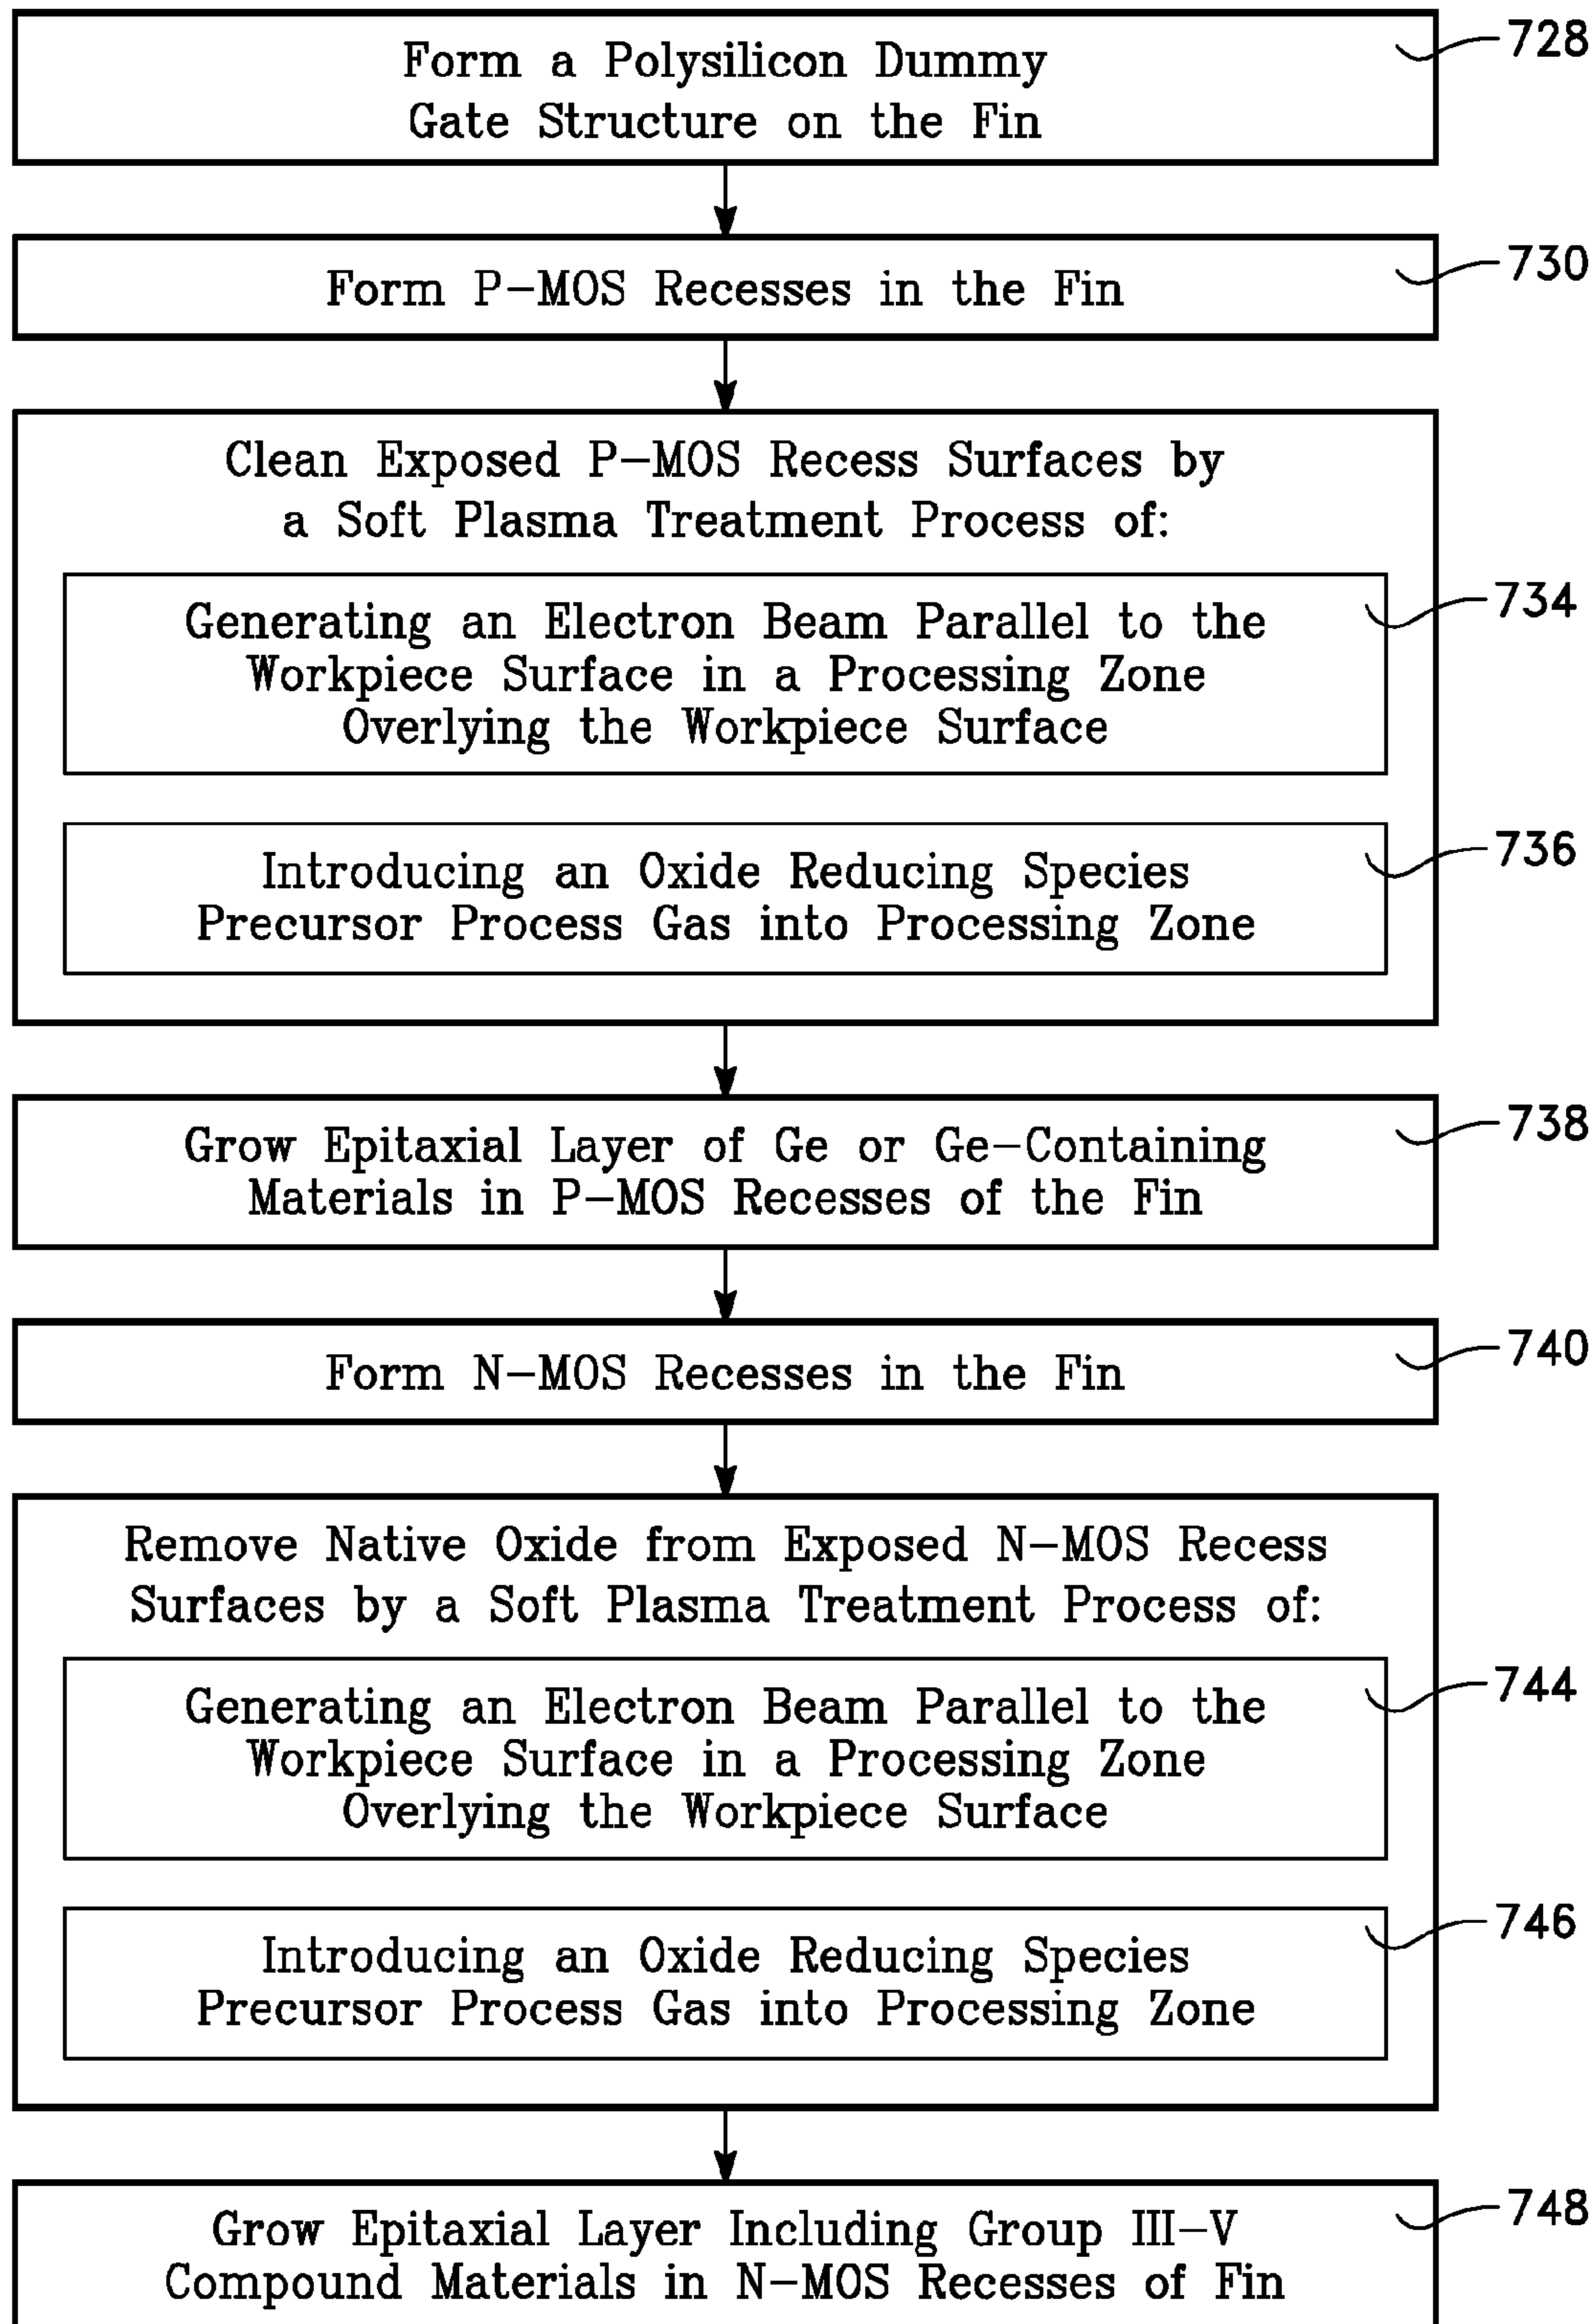 Form a Polysilicon Dummy
Gate Structure on the Fin
728
Form P-MOS Recesses in the Fin
730
Clean Exposed P-MOS Recess Surfaces by
a Soft Plasma Treatment Process of:
Generating an Electron Beam Parallel to the
Workpiece Surface in a Processing Zone
Overlying the Workpiece Surface
734
Introducing an Oxide Reducing Species
Precursor Process Gas into Processing Zone
736
Grow Epitaxial Layer of Ge or Ge-Containing
Materials in P-MOS Recesses of the Fin
738
Form N-MOS Recesses in the Fin
740
Remove Native Oxide from Exposed N-MOS Recess
Surfaces by a Soft Plasma Treatment Process of:
Generating an Electron Beam Parallel to the
Workpiece Surface in a Processing Zone
Overlying the Workpiece Surface
744
Introducing an Oxide Reducing Species
Precursor Process Gas into Processing Zone
746
Grow Epitaxial Layer Including Group III-V
Compound Materials in N-MOS Recesses of Fin
748